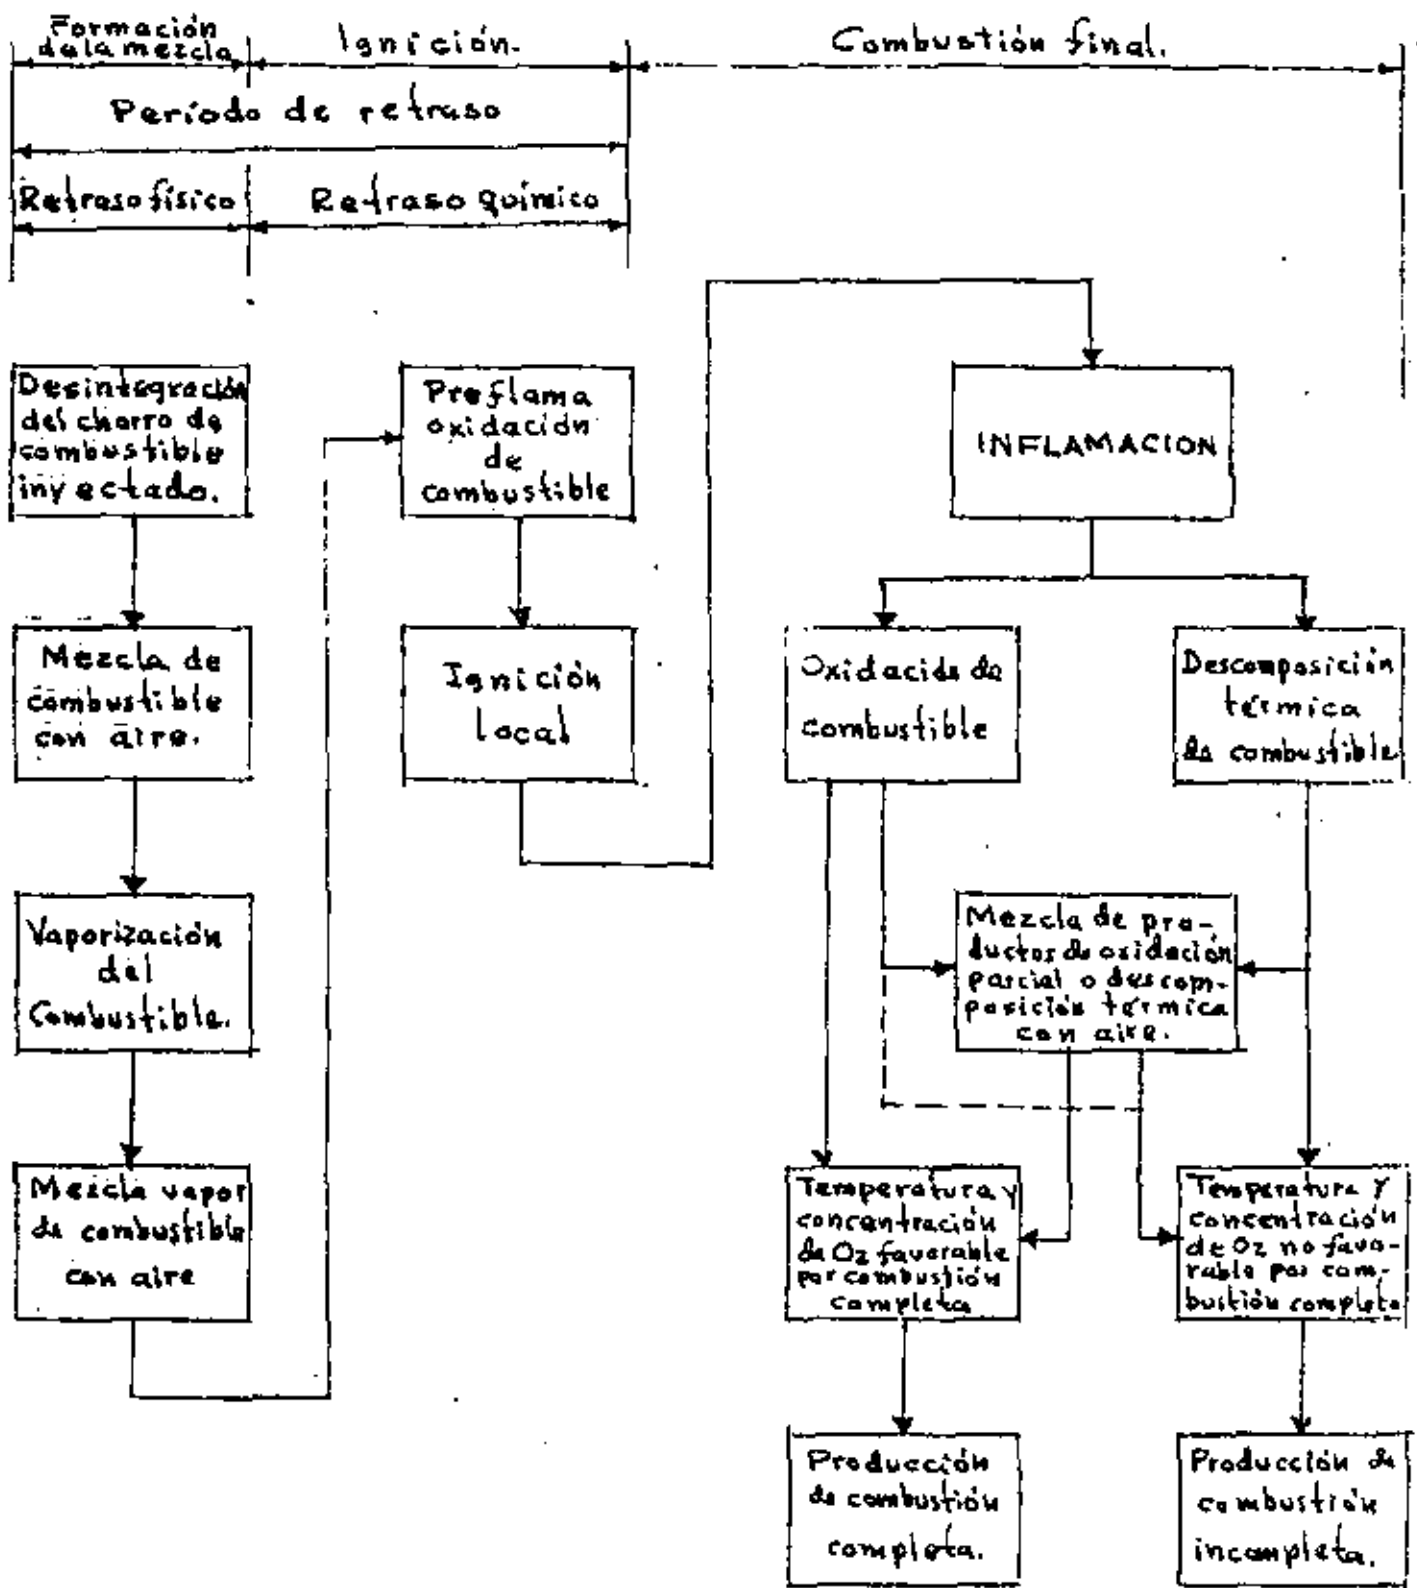 Formación
de la mezcla
Ignición.
Combustión final.
Período de retraso
Retraso físico
Retraso químico
Desintegración
del chorro de
combustible
inyectado.
Mezcla de
combustible
con aire.
Vaporización
del
Combustible.
Mezcla vapor
de combustible
con aire
Preflama
oxidación
de
combustible
Ignición
local
INFLAMACION
Oxidacide de
combustible
Descomposición
térmica
de combustible
Mezcla de pro-
ductos de oxidación
parcial o descom-
posición térmica
con aire.
Temperatura y
concentración
de O2 favorable
por combustión
completa
Temperatura y
concentración
de O2 no favo-
rable por com-
bustión completa
Producción
de combustión
completa.
Producción de
combustión
incompleta.